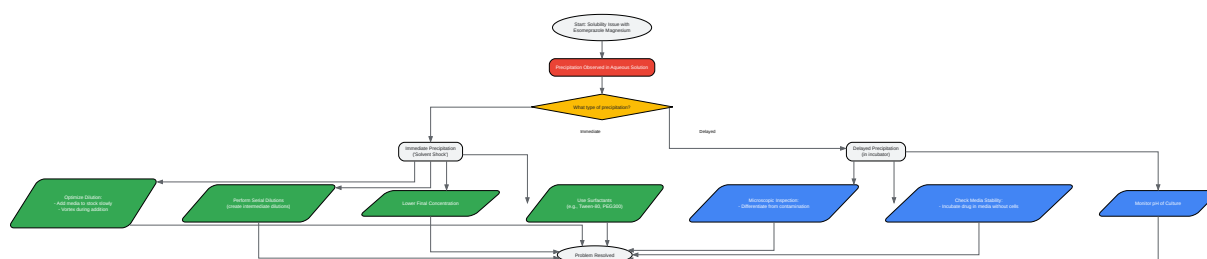 Start: Solubility Issue with
Esomeprazole Magnesium
Precipitation Observed in Aqueous Solution
What type of precipitation?
Immediate
Delayed
Immediate Precipitation
('Solvent Shock')
Delayed Precipitation
(in Incubator)
Optimize Dilution:
- Add media to stock slowly
- Vortex during addition
Perform Serial Dilutions
(create intermediate dilutions)
Lower Final Concentration
Use Surfactants
(e.g., Tween-80, PEG300)
Microscopic Inspection:
- Differentiate from contamination
Check Media Stability:
- Incubate drug in media without cells
Monitor pH of Culture
Problem Resolved